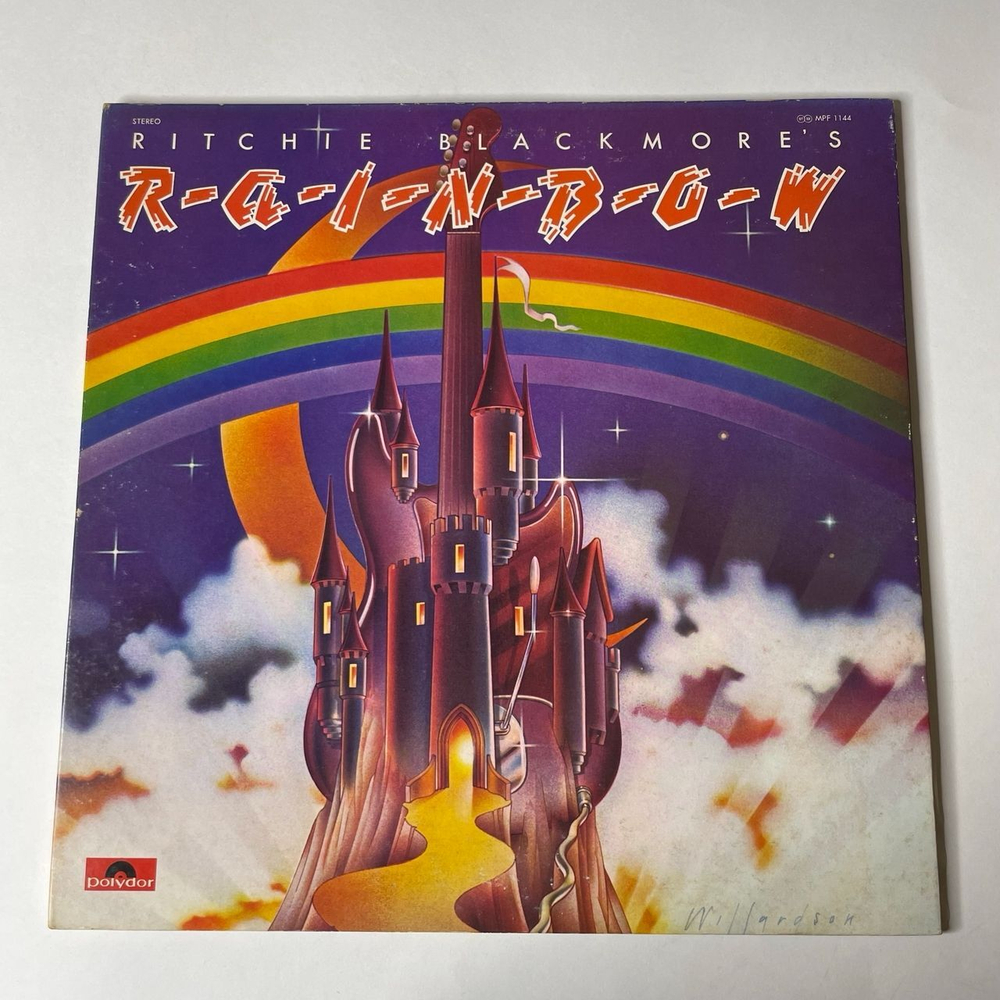 STEREO
MPF 1144
RITCHIE BLACKMORE'S
R-A-I-N-B-O-W
polydor
Willardson